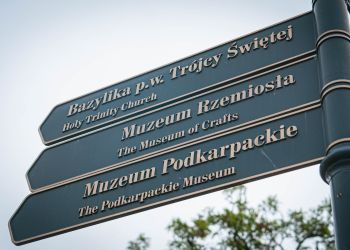 Bazylika p.w. Trójcy Świętej
Holy Trinity Church
Muzeum Rzemiosła
The Museum of Crafts
Muzeum Podkarpackie
The Podkarpackie Museum